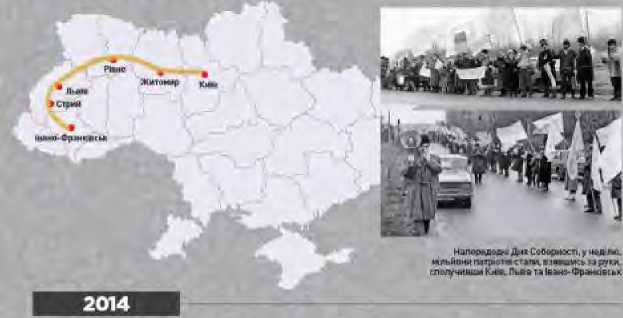 Рівне
Житомир
Київ
Львів
Стрий
Івано-Франківськ
Напередодні Дня Соборності, у неділю,
мільйони патріотів стали, взявшись за руки,
сполучивши Київ, Львів та Івано-Франківськ
2014